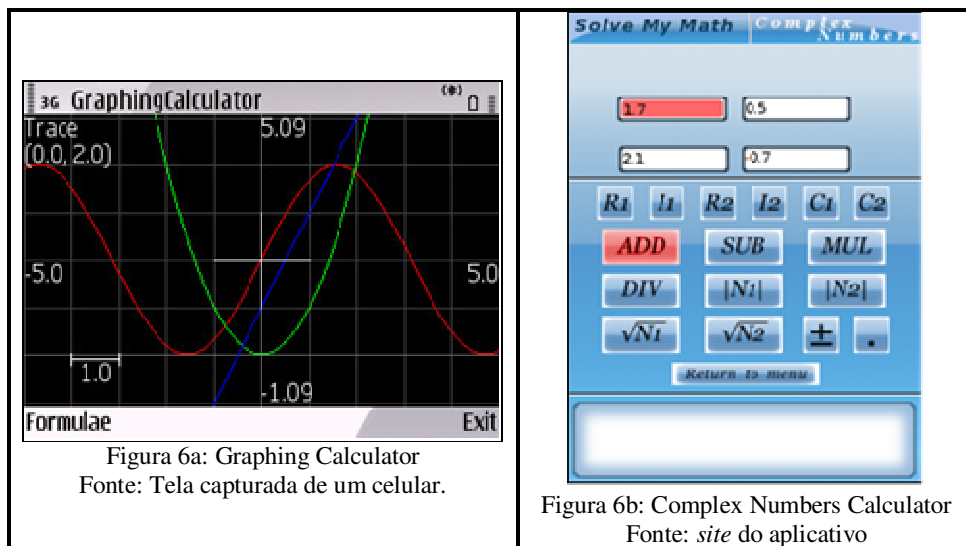 3G GraphingCalculator
Trace
(0.0, 2.0)
5.09
-5.0
5.0
1.0
-1.09
Formulae
Exit
Figura 6a: Graphing Calculator
Fonte: Tela capturada de um celular.
Solve My Math
Complex
Numbers
1.7
0.5
2.1
-0.7
R1 I1 R2 I2 C1 C2
ADD SUB MUL
DIV |N1| |N2|
√N1 √N2 ± .
Return to menu
Figura 6b: Complex Numbers Calculator
Fonte: site do aplicativo